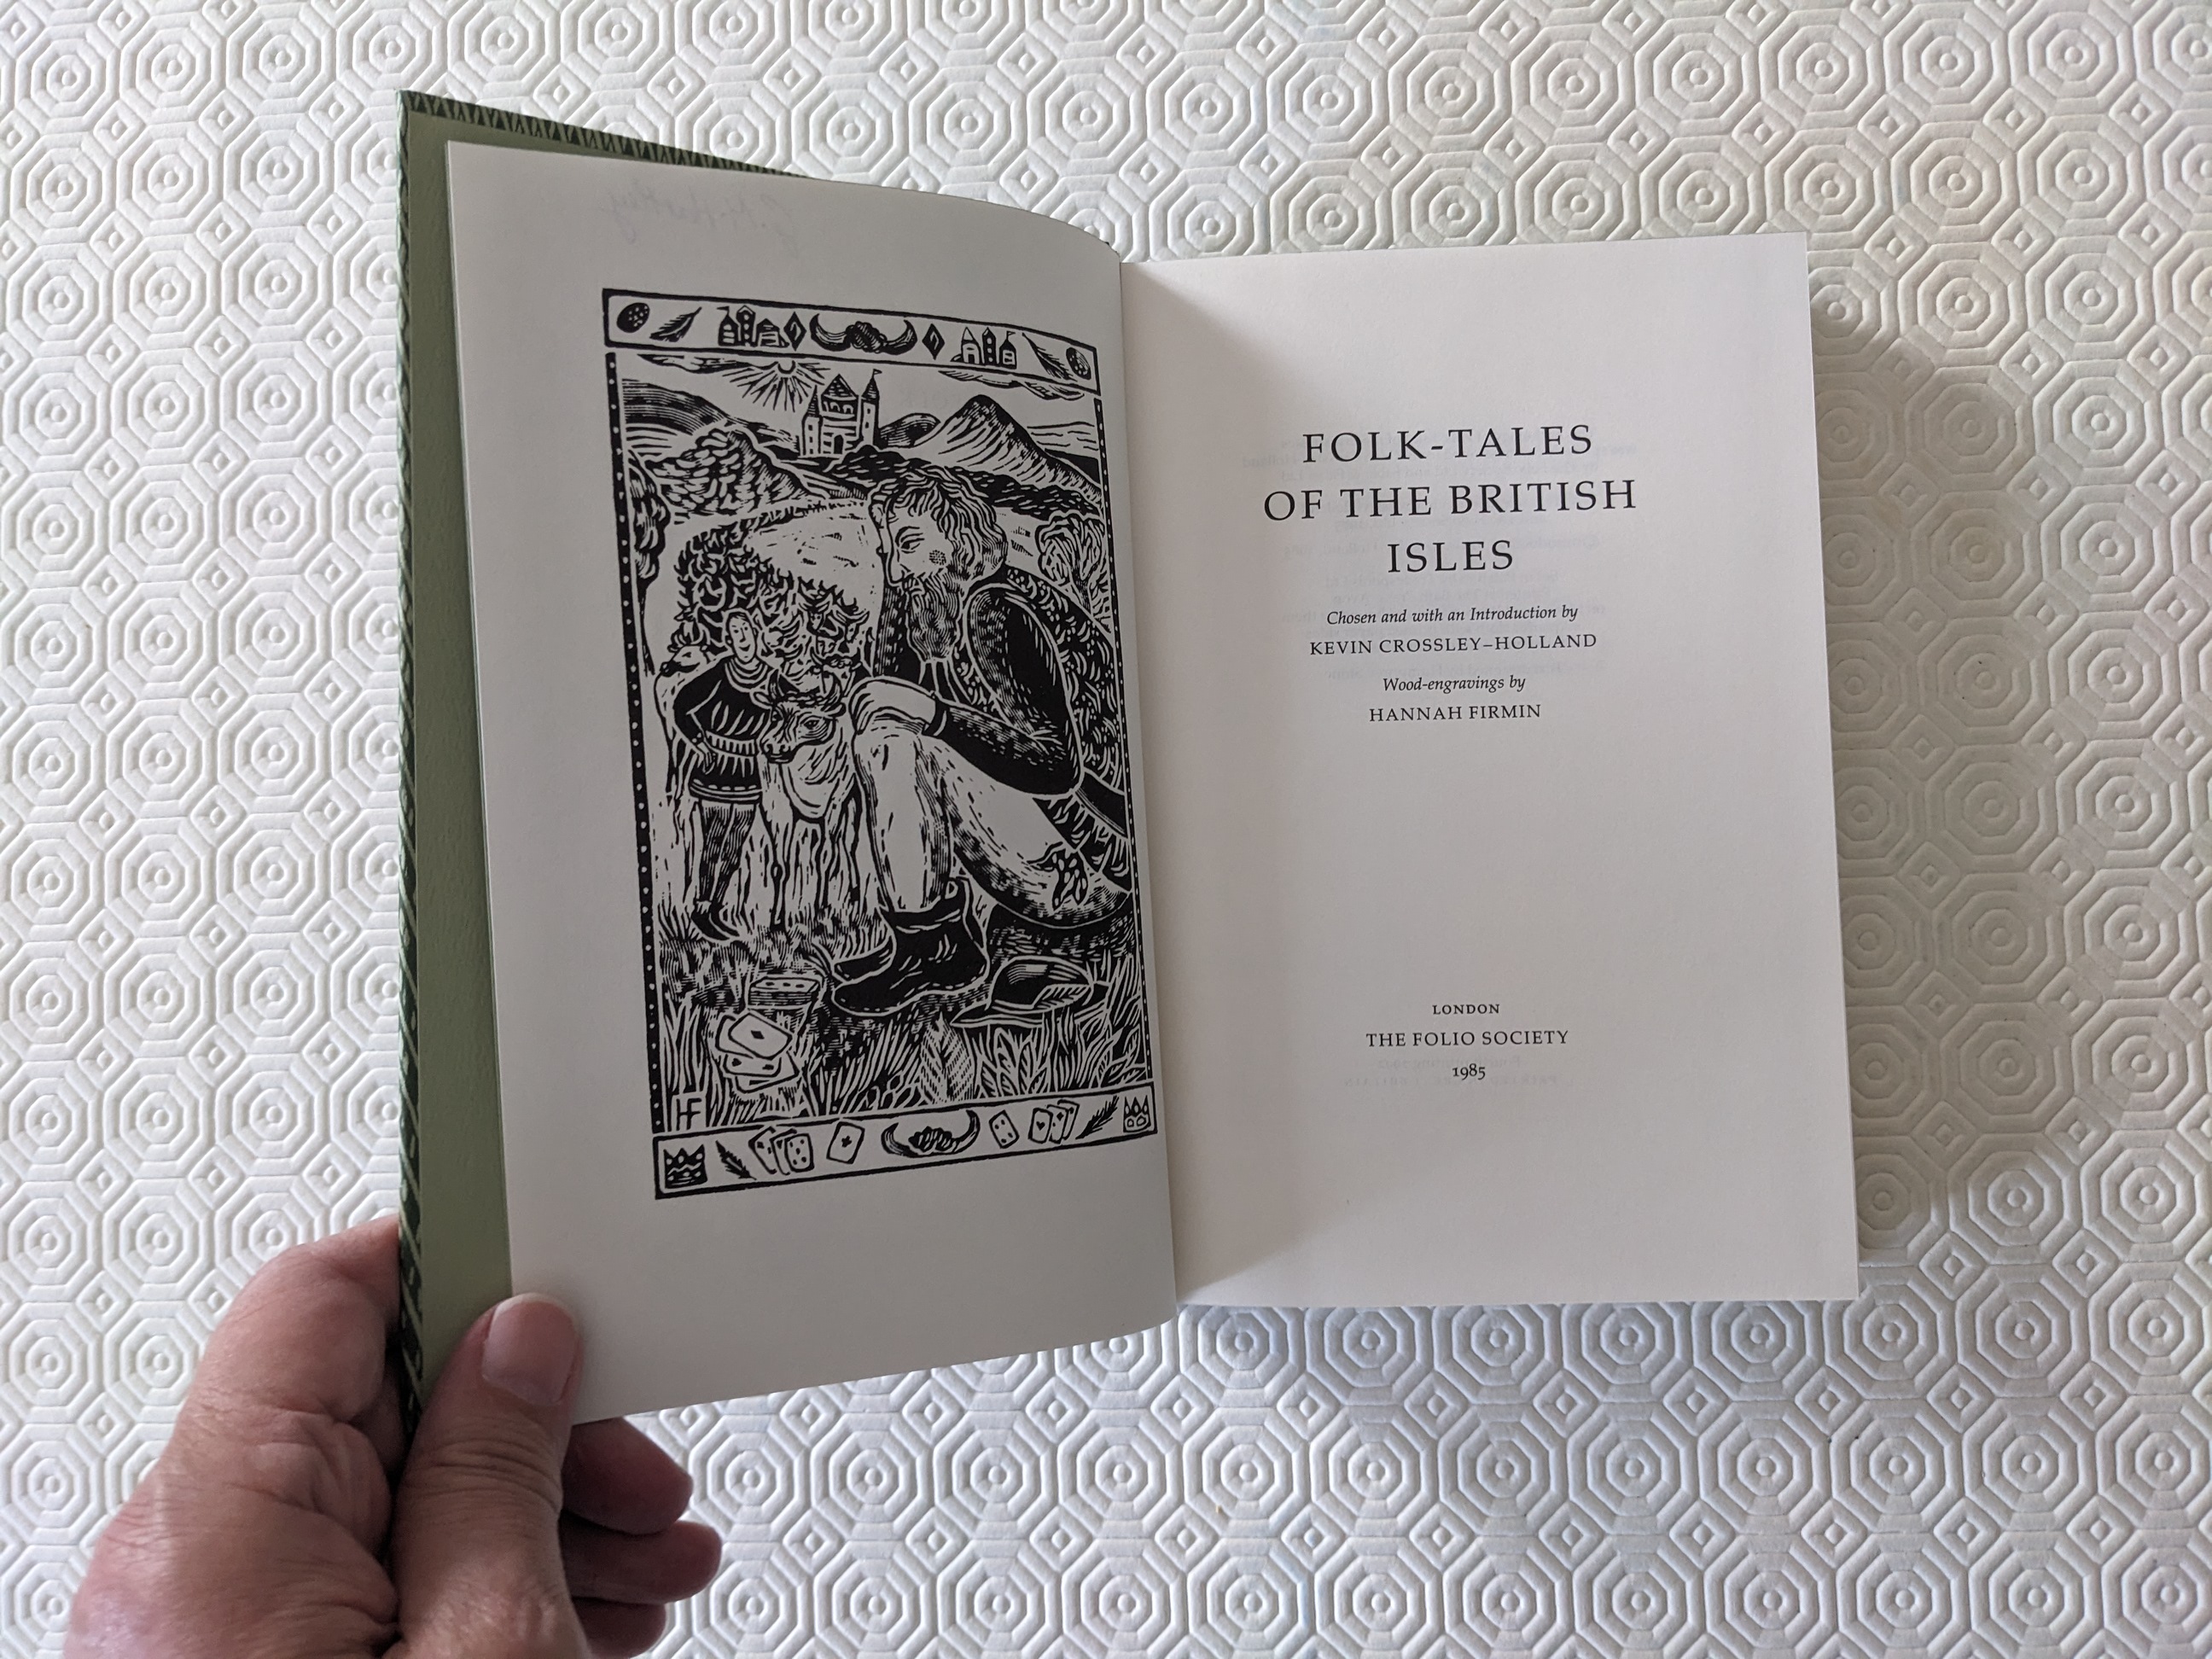 HF
FOLK-TALES
OF THE BRITISH
ISLES
Chosen and with an Introduction by
KEVIN CROSSLEY–HOLLAND
Wood-engravings by
HANNAH FIRMIN
LONDON
THE FOLIO SOCIETY
1985